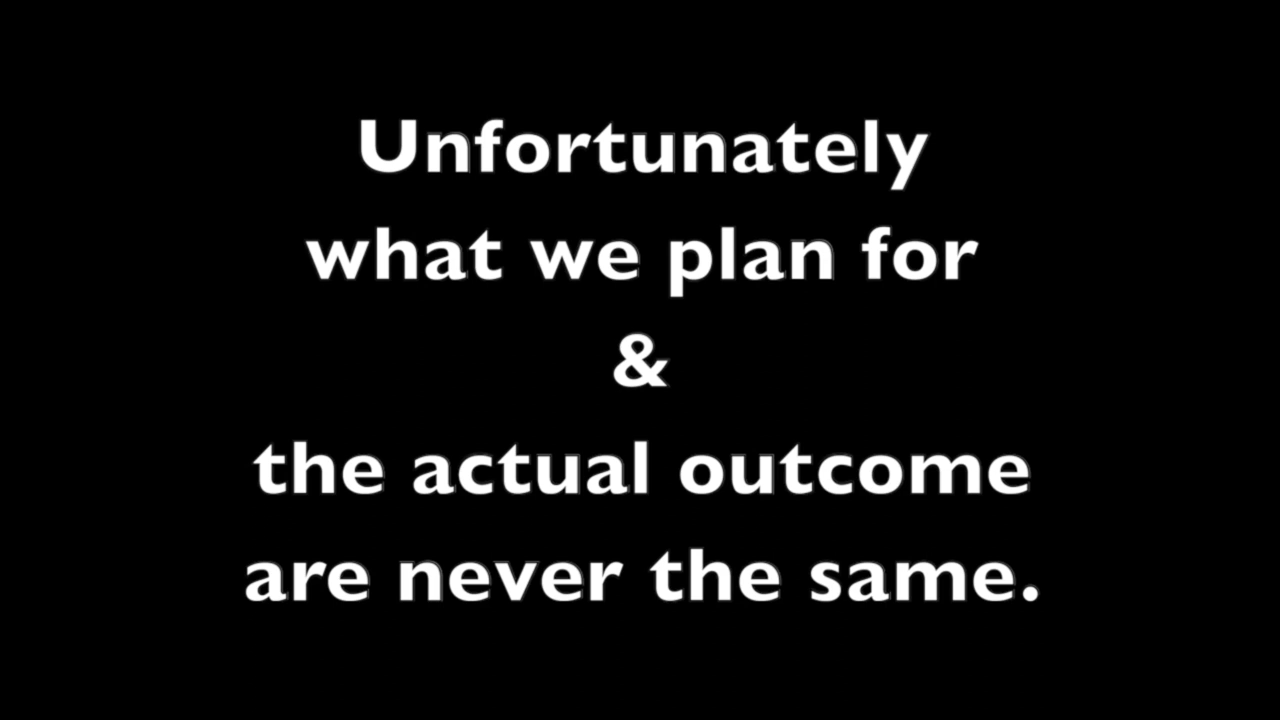 Unfortunately
what we plan for
&
the actual outcome
are never the same.